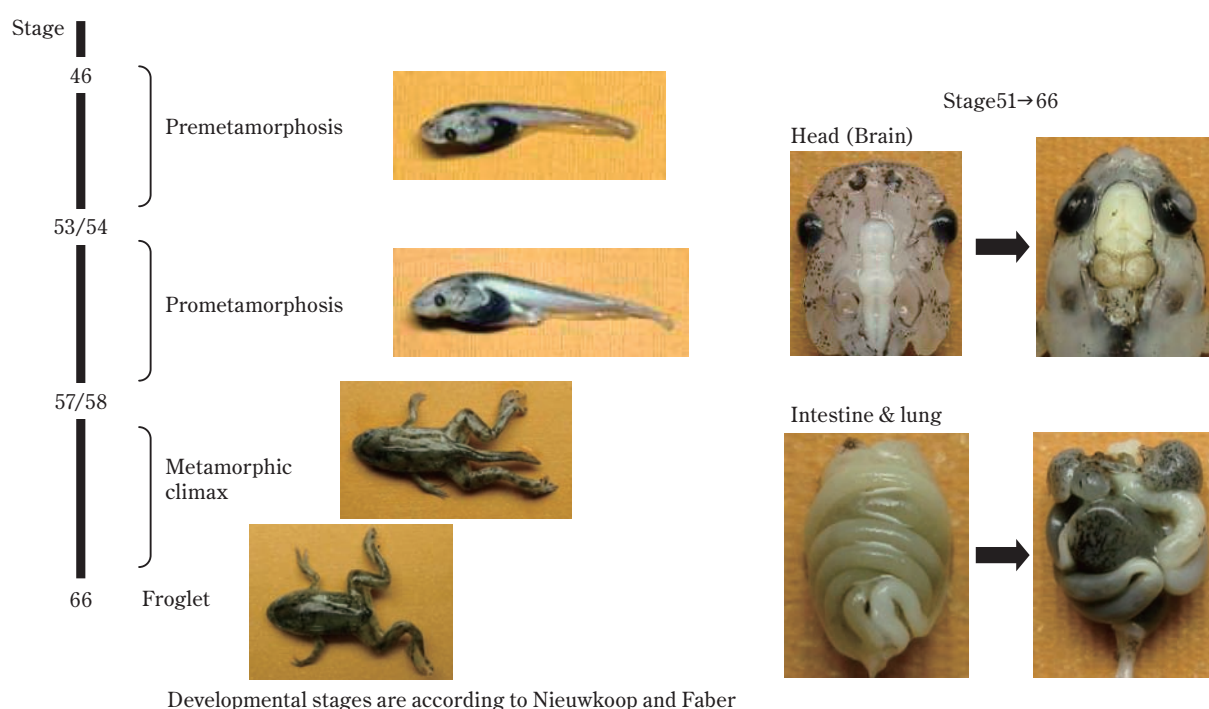 Stage
46
Premetamorphosis
53/54
Prometamorphosis
57/58
Metamorphic
climax
66
Froglet
Developmental stages are according to Nieuwkoop and Faber
Stage51→66
Head (Brain)
Intestine & lung